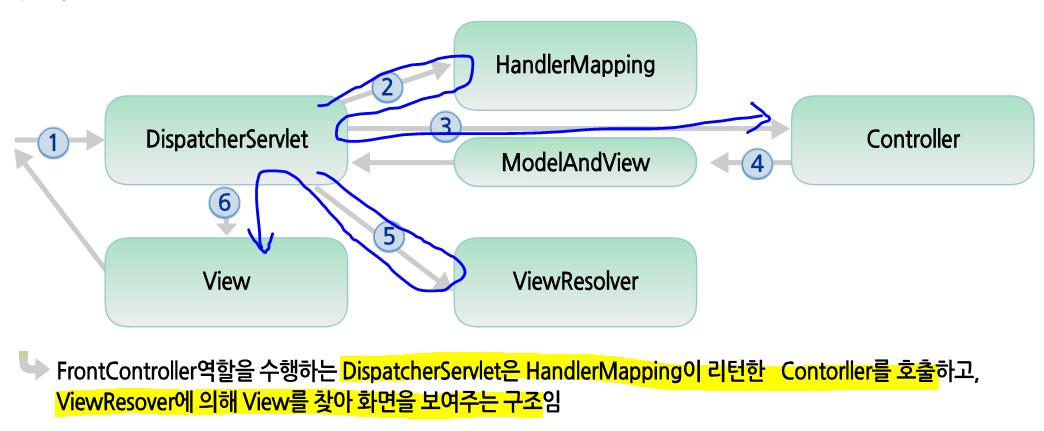 HandlerMapping
2
1
DispatcherServlet
3
Controller
ModelAndView
4
6
5
View
ViewResolver
FrontController역할을 수행하는 DispatcherServlet은 HandlerMapping이 리턴한 Contorller를 호출하고,
ViewResover에 의해 View를 찾아 화면을 보여주는 구조임